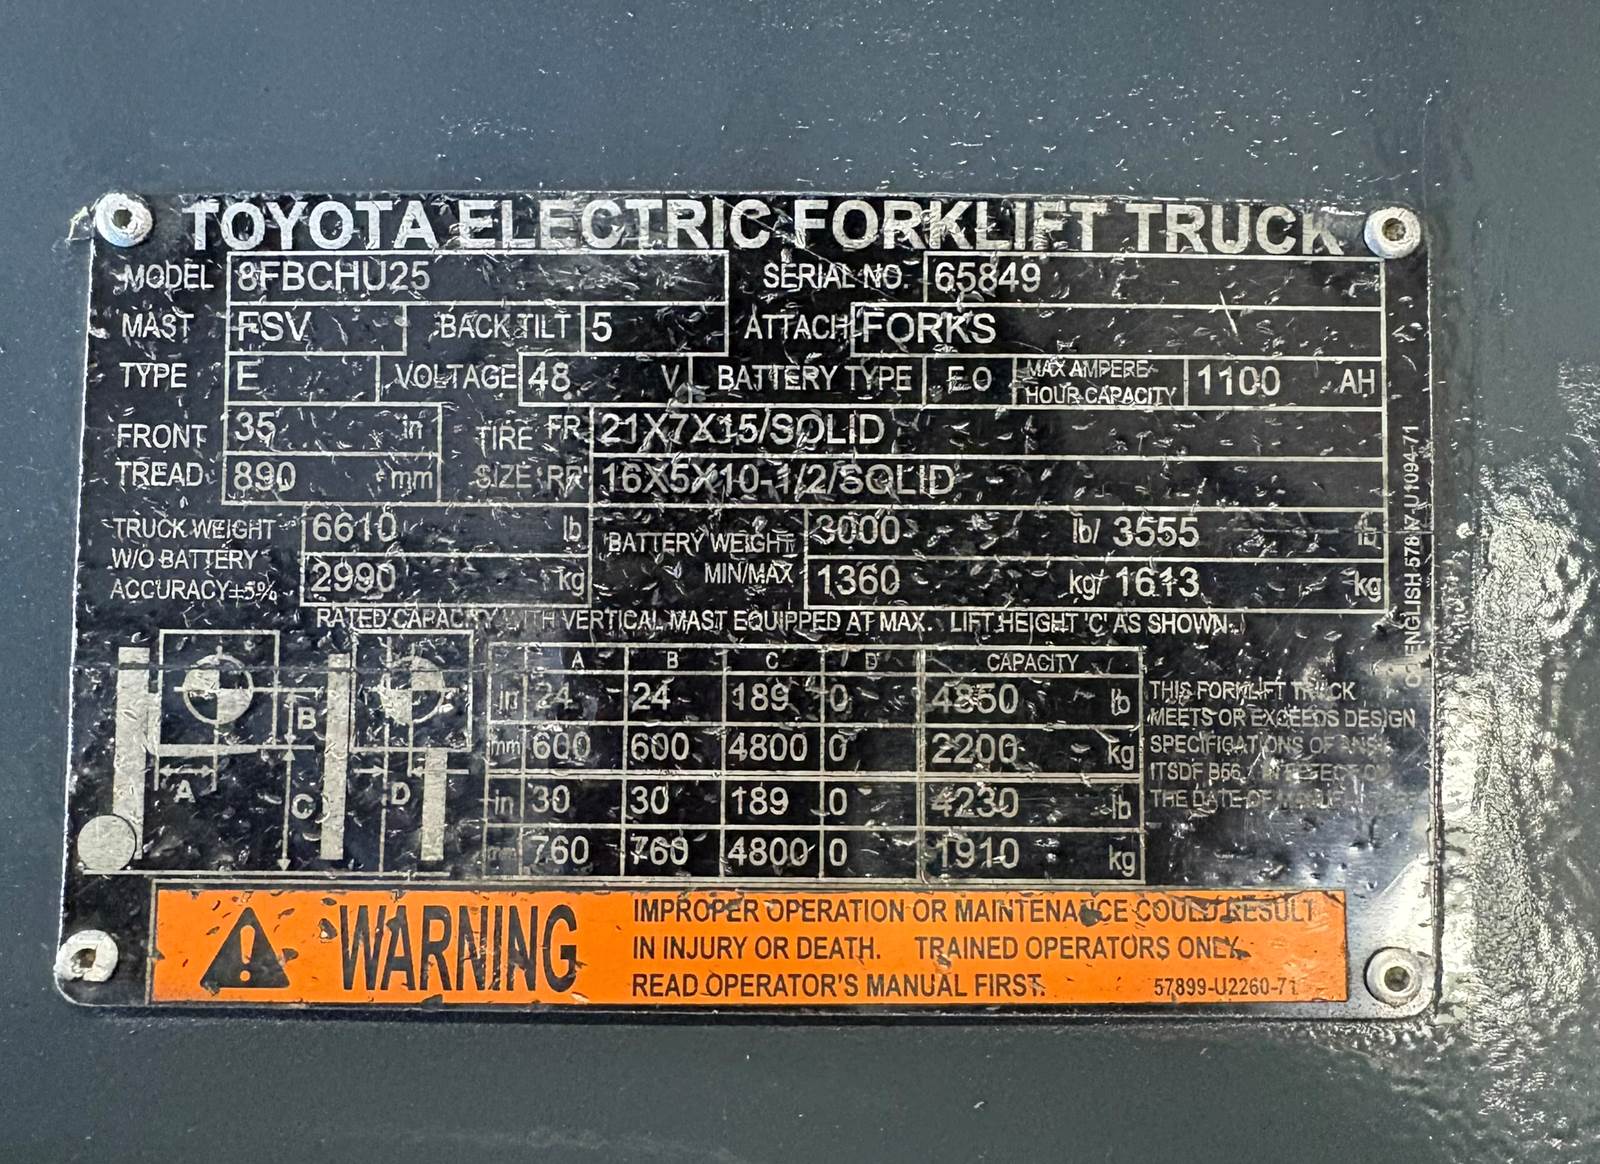 TOYOTA ELECTRIC FORKLIFT TRUCK
MODEL 8FBCHU25 SERIAL NO. 65849
MAST FSV BACK TILT 5 ATTACH FORKS
TYPE E VOLTAGE 48 V BATTERY TYPE E O MAX AMPERE HOUR CAPACITY 1100 AH
FRONT TREAD 35 in TIRE SIZE FR 21X7X15/SOLID
890 mm RR 16X5X10-1/2/SOLID
TRUCK WEIGHT W/O BATTERY ACCURACY±5% 6610 lb BATTERY WEIGHT MIN/MAX 3000 lb/ 3555 lb
2990 kg 1360 kg/ 1613 kg
RATED CAPACITY WITH VERTICAL MAST EQUIPPED AT MAX. LIFT HEIGHT 'C' AS SHOWN.
A B C D CAPACITY
in 24 24 189 0 4850 lb
mm 600 600 4800 0 2200 kg
in 30 30 189 0 4230 lb
mm 760 760 4800 0 1910 kg
B
A
C
D
THIS FORKLIFT TRUCK
MEETS OR EXCEEDS DESIGN
SPECIFICATIONS OF ANSI
ITSDF B56.1 IN EFFECT ON
THE DATE OF
ENGLISH 57847-U1094-71
WARNING
IMPROPER OPERATION OR MAINTENANCE COULD RESULT
IN INJURY OR DEATH. TRAINED OPERATORS ONLY.
READ OPERATOR'S MANUAL FIRST.
57899-U2260-71